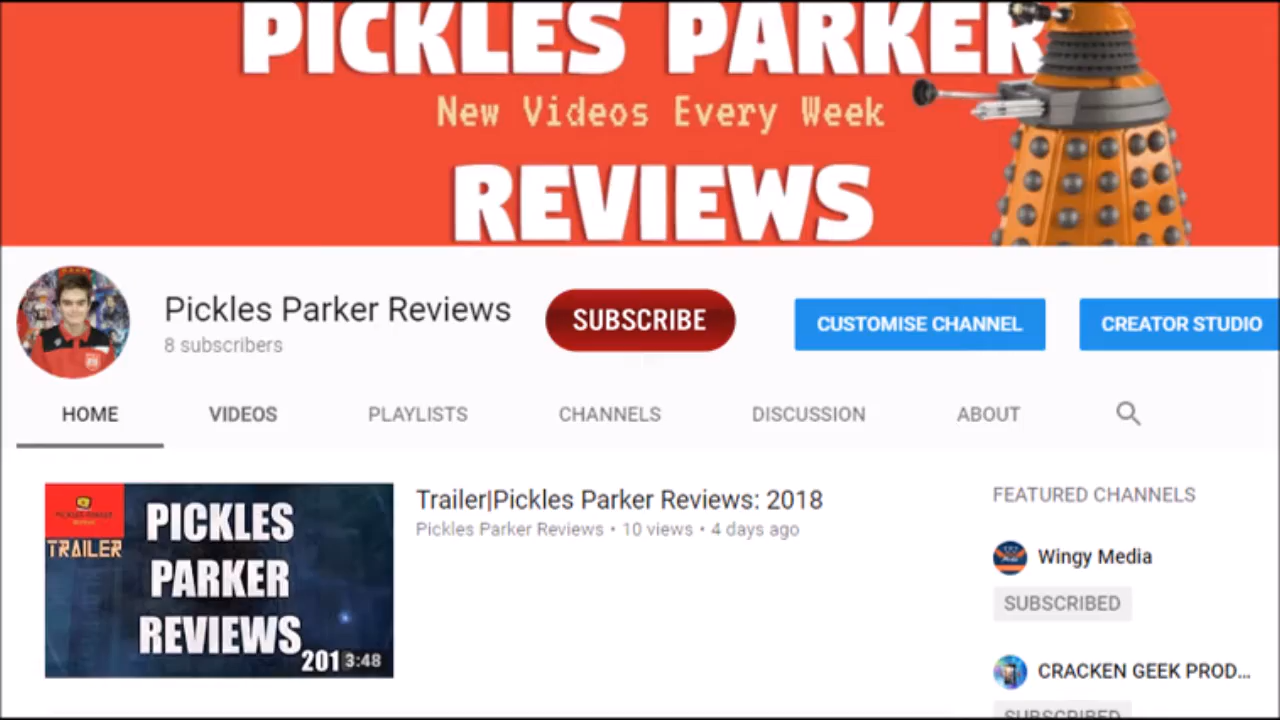 PICKLES PARKER
New Videos Every Week
REVIEWS
Pickles Parker Reviews
8 subscribers
SUBSCRIBE
CUSTOMISE CHANNEL
CREATOR STUDIO
HOME
VIDEOS
PLAYLISTS
CHANNELS
DISCUSSION
ABOUT
TRAILER
PICKLES
PARKER
REVIEWS
201
3:48
Trailer|Pickles Parker Reviews: 2018
Pickles Parker Reviews • 10 views • 4 days ago
FEATURED CHANNELS
Wingy Media
SUBSCRIBED
CRACKEN GEEK PROD...
SUBSCRIBED